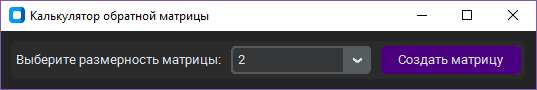 Калькулятор обратной матрицы
Выберите размерность матрицы: 2 Создать матрицу